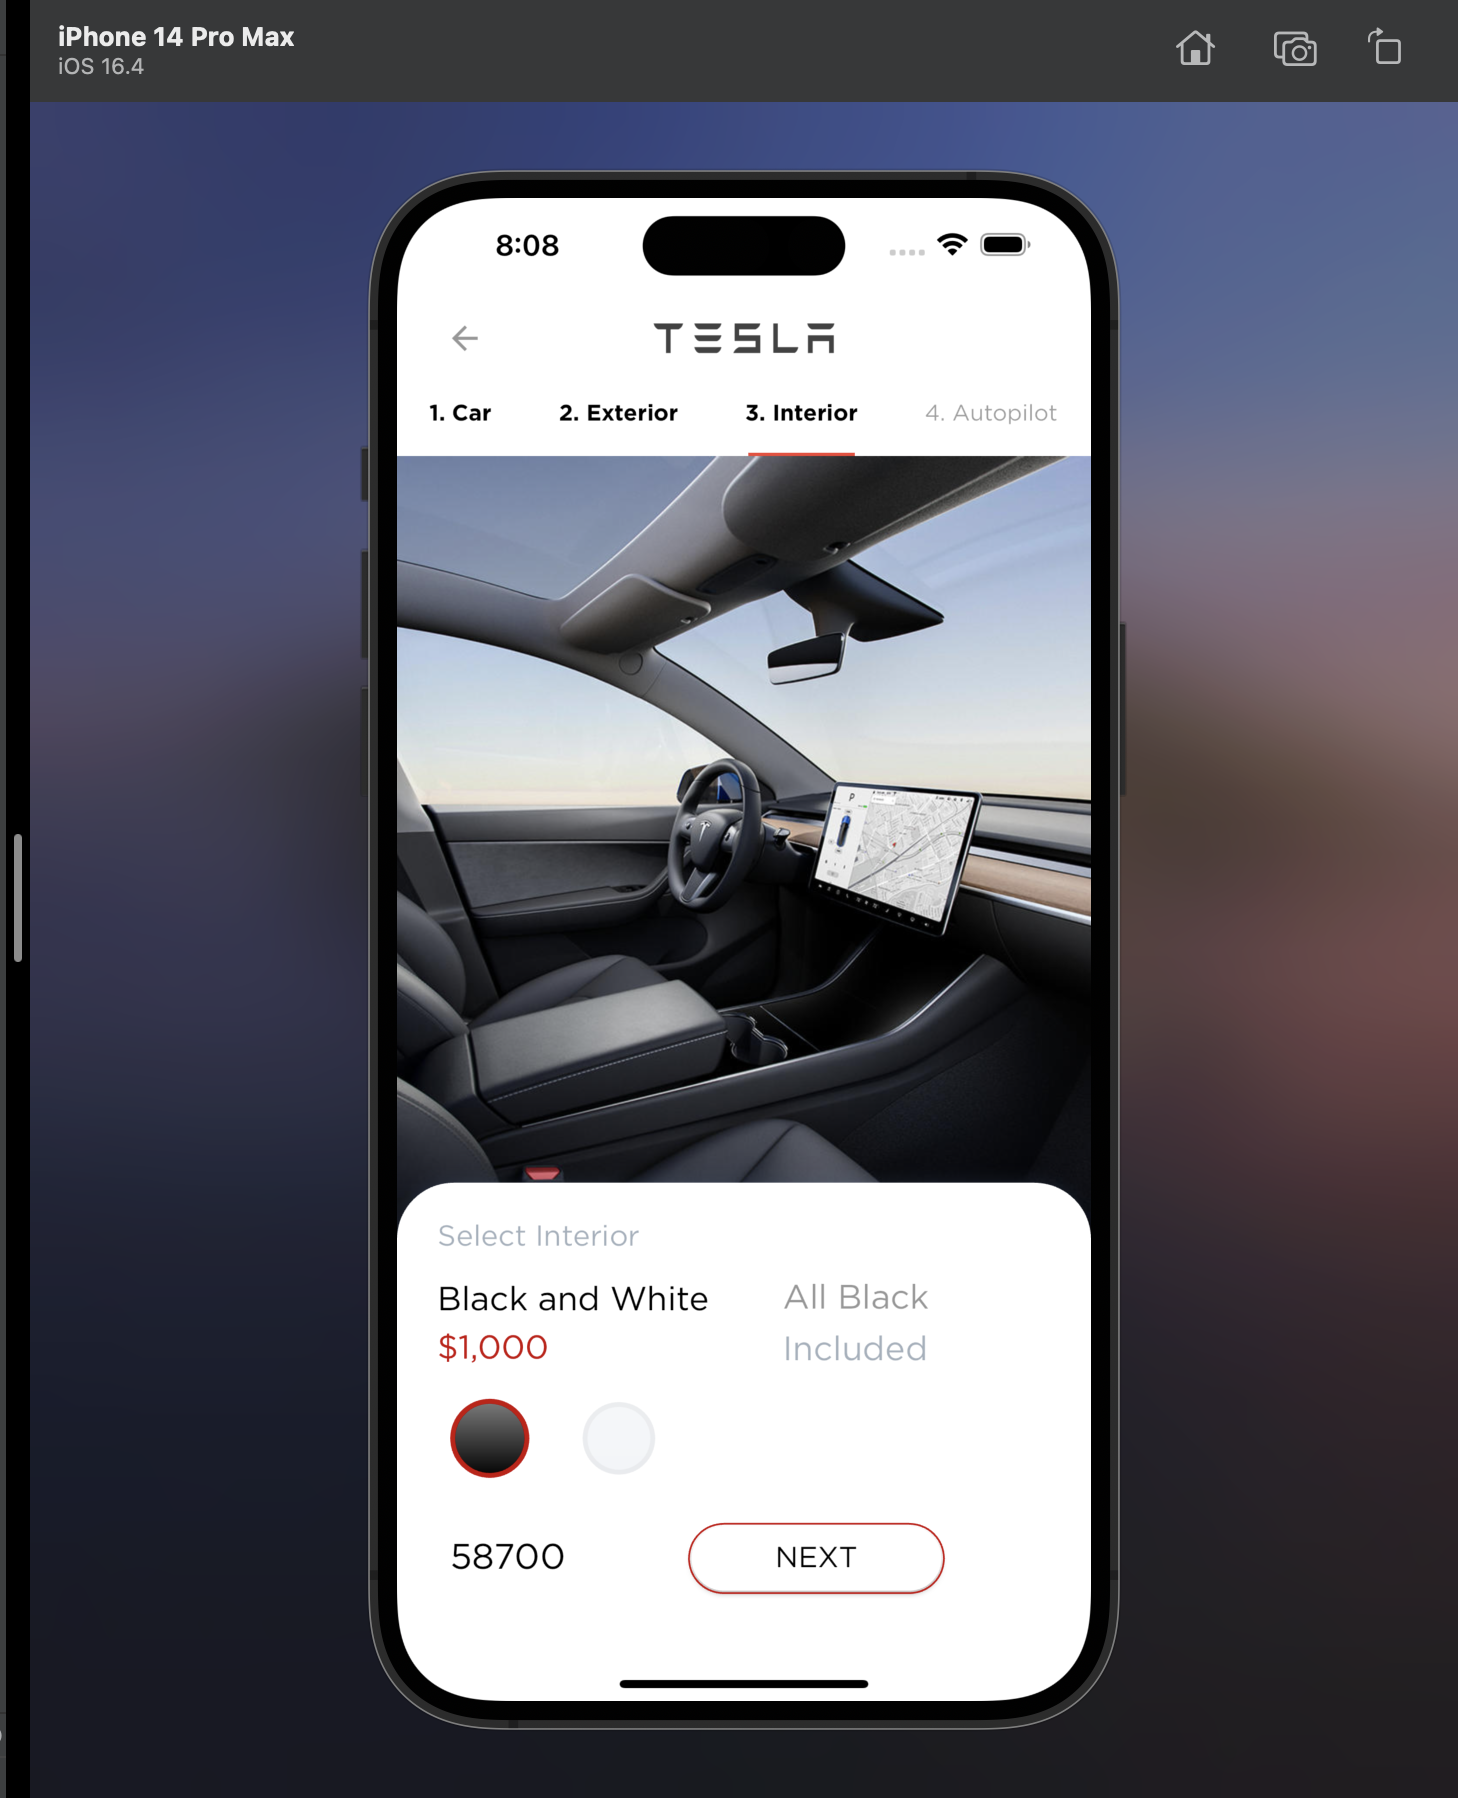 iPhone 14 Pro Max
iOS 16.4
8:08
TESLA
1. Car 2. Exterior 3. Interior 4. Autopilot
P
Select Interior
Black and White All Black
$1,000 Included
58700 NEXT